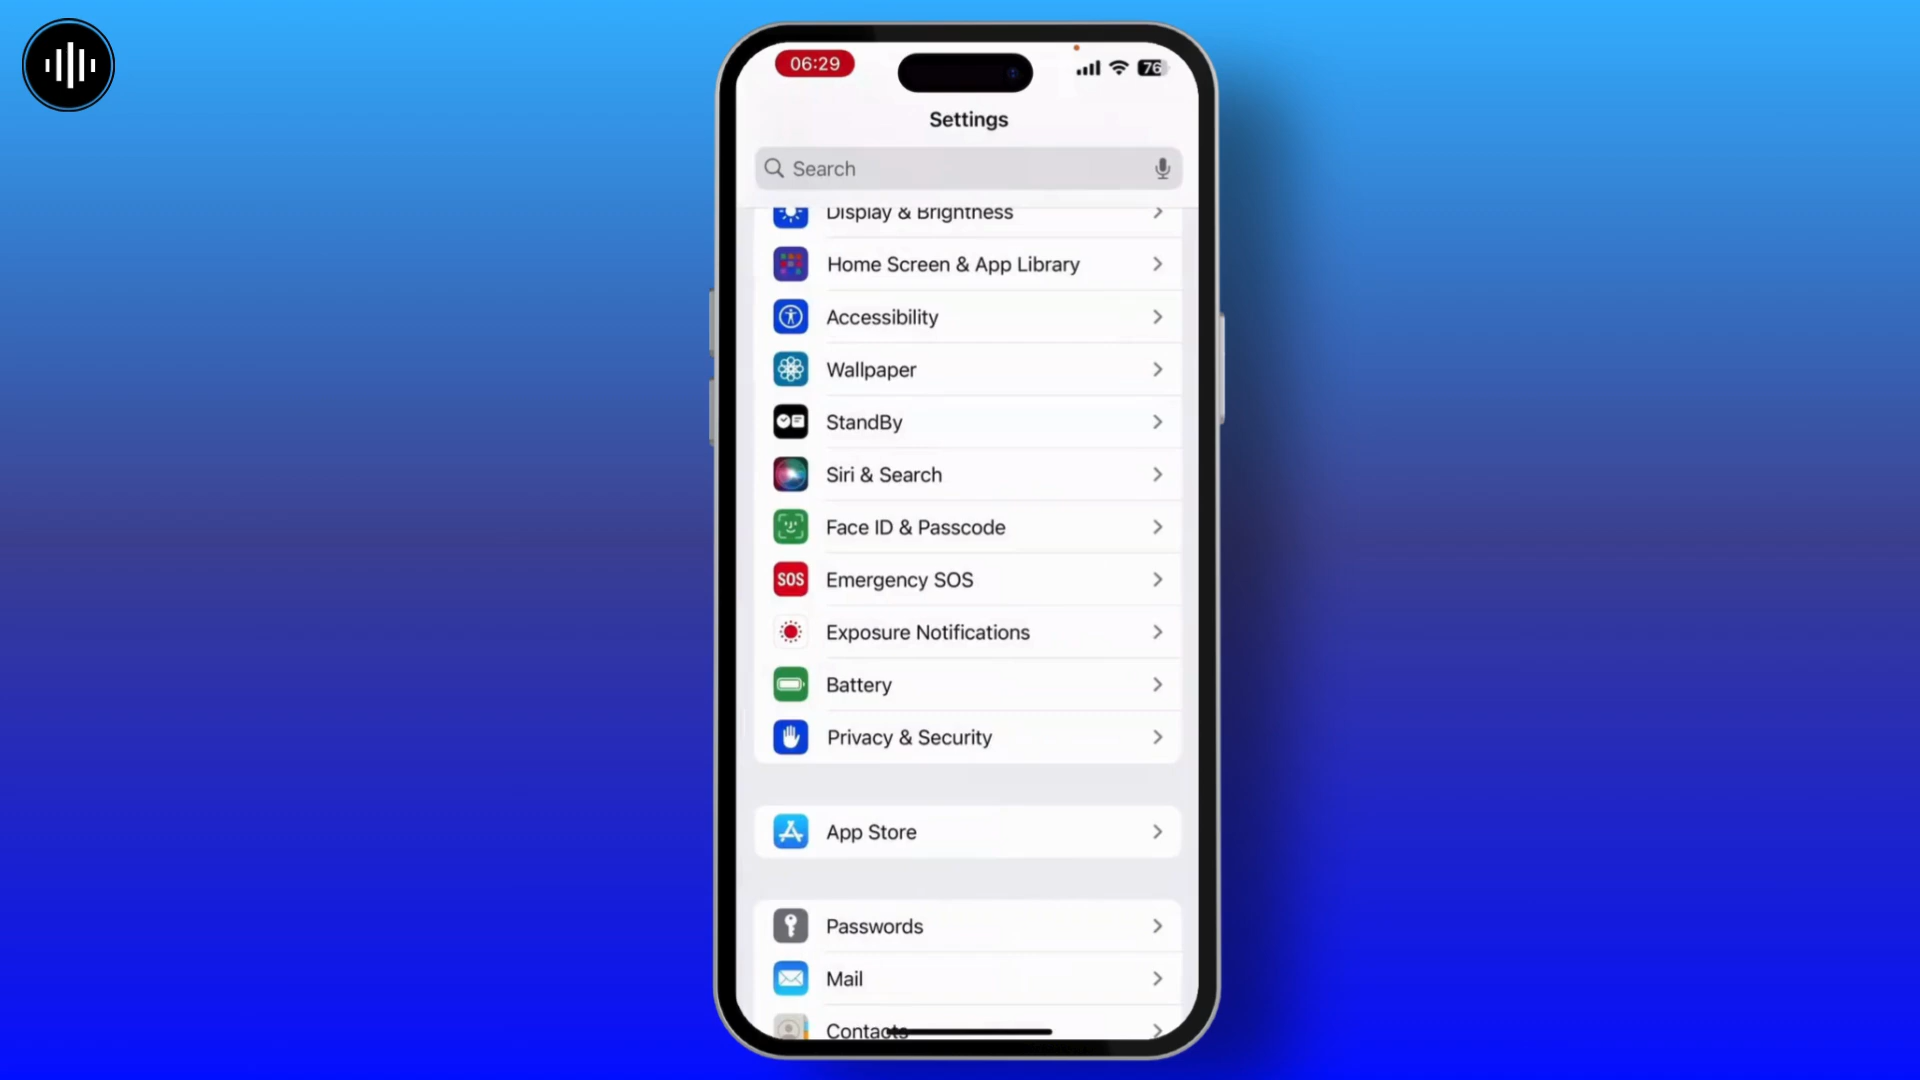 06:29
76
Settings
Search
Display & Brightness
Home Screen & App Library
Accessibility
Wallpaper
StandBy
Siri & Search
Face ID & Passcode
SOS
Emergency SOS
Exposure Notifications
Battery
Privacy & Security
App Store
Passwords
Mail
Contacts